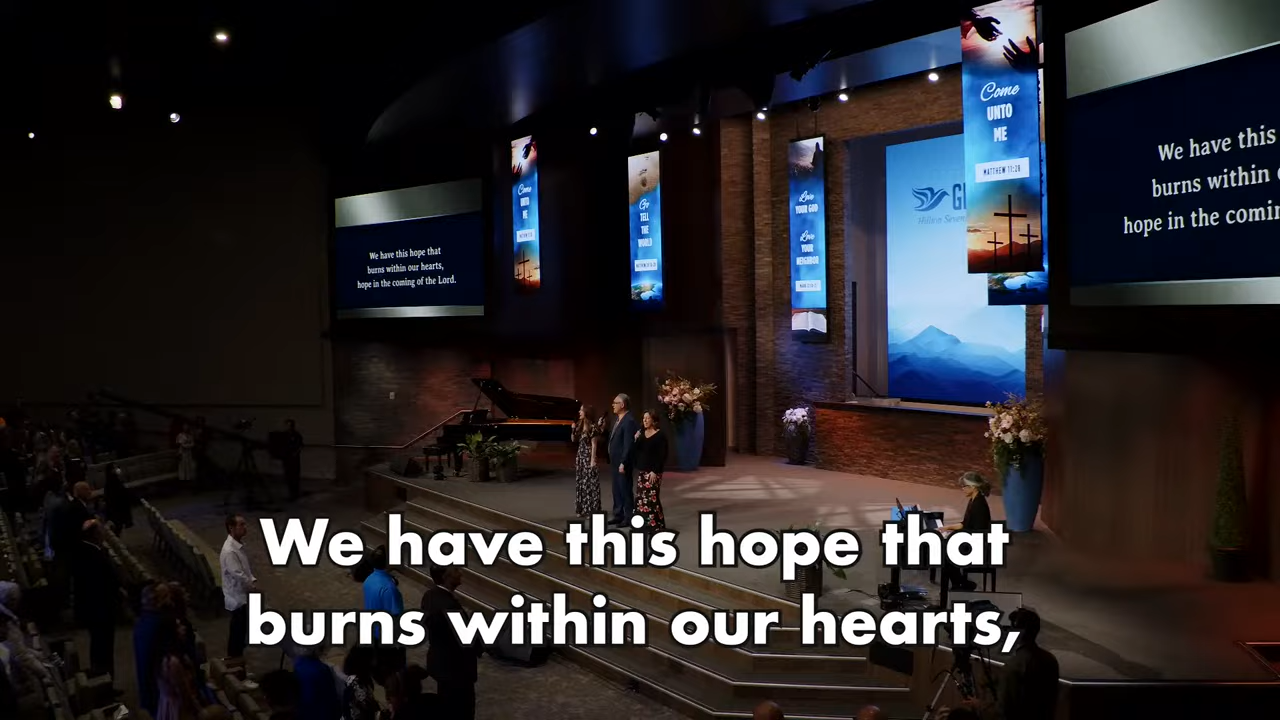 Come
UNTO
ME
MATTHEW 11:28
We have this
burns within
hope in the comin
Come
UNTO
ME
Go
TELL
THE
WORLD
Love
YOUR GOD
Love
YOUR
NEIGHBOR
We have this hope that
burns within our hearts,
hope in the coming of the Lord.
We have this hope that
burns within our hearts,